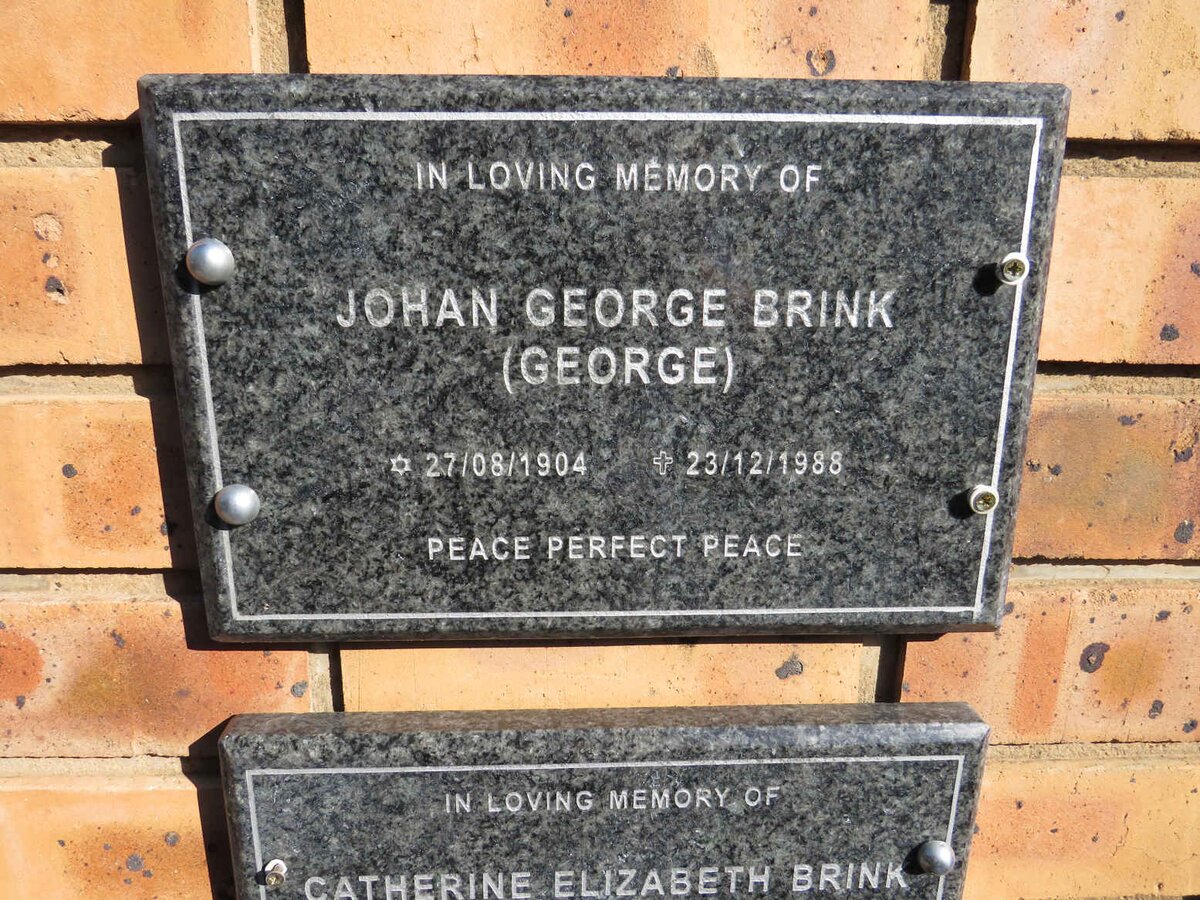 IN LOVING MEMORY OF
JOHAN GEORGE BRINK
(GEORGE)
✡ 27/08/1904 ✞ 23/12/1988
PEACE PERFECT PEACE
IN LOVING MEMORY OF
CATHERINE ELIZABETH BRINK